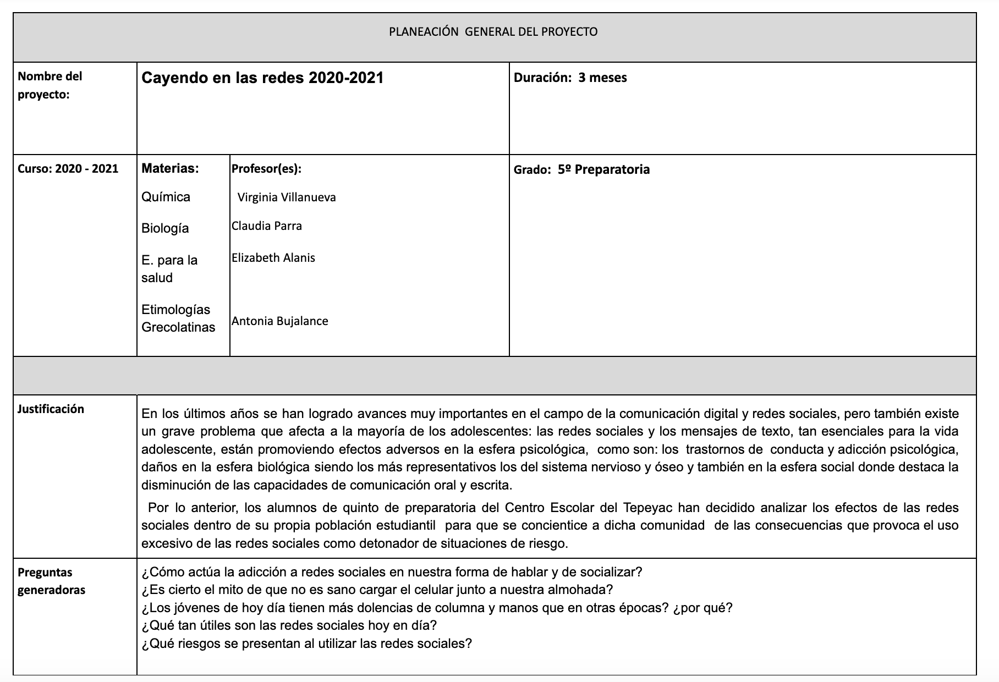 PLANEACIÓN GENERAL DEL PROYECTO
Nombre del
proyecto:
Cayendo en las redes 2020-2021
Duración: 3 meses
Curso: 2020 - 2021
Materias:
Química
Biología
E. para la
salud
Etimologías
Grecolatinas
Profesor(es):
Virginia Villanueva
Claudia Parra
Elizabeth Alanis
Antonia Bujalance
Grado: 5º Preparatoria
Justificación
En los últimos años se han logrado avances muy importantes en el campo de la comunicación digital y redes sociales, pero también existe
un grave problema que afecta a la mayoría de los adolescentes: las redes sociales y los mensajes de texto, tan esenciales para la vida
adolescente, están promoviendo efectos adversos en la esfera psicológica, como son: los trastornos de conducta y adicción psicológica,
daños en la esfera biológica siendo los más representativos los del sistema nervioso y óseo y también en la esfera social donde destaca la
disminución de las capacidades de comunicación oral y escrita.
Por lo anterior, los alumnos de quinto de preparatoria del Centro Escolar del Tepeyac han decidido analizar los efectos de las redes
sociales dentro de su propia población estudiantil para que se concientice a dicha comunidad de las consecuencias que provoca el uso
excesivo de las redes sociales como detonador de situaciones de riesgo.
Preguntas
generadoras
¿Cómo actúa la adicción a redes sociales en nuestra forma de hablar y de socializar?
¿Es cierto el mito de que no es sano cargar el celular junto a nuestra almohada?
¿Los jóvenes de hoy día tienen más dolencias de columna y manos que en otras épocas? ¿por qué?
¿Qué tan útiles son las redes sociales hoy en día?
¿Qué riesgos se presentan al utilizar las redes sociales?